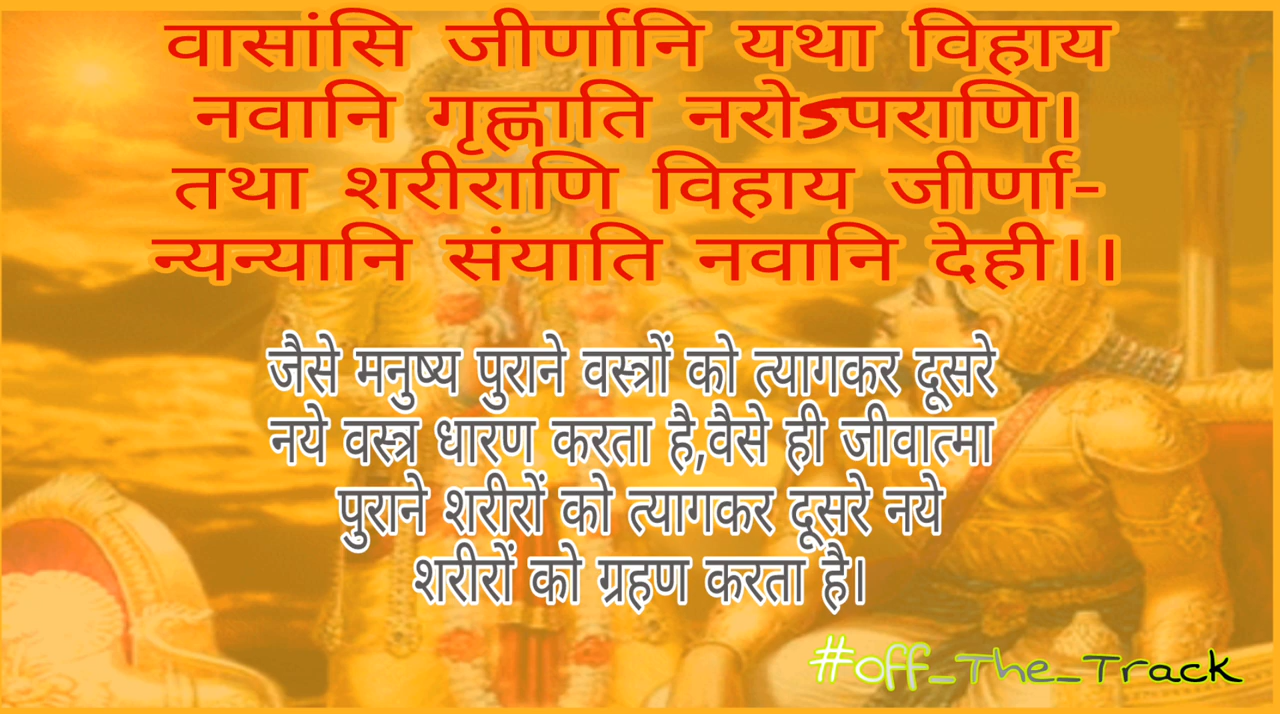 वासांसि जीर्णानि यथा विहाय
नवानि गृह्णाति नरोऽपराणि।
तथा शरीराणि विहाय जीर्णा-
न्यन्यानि संयाति नवानि देही।।
जैसे मनुष्य पुराने वस्त्रों को त्यागकर दूसरे
नये वस्त्र धारण करता है,वैसे ही जीवात्मा
पुराने शरीरों को त्यागकर दूसरे नये
शरीरों को ग्रहण करता है।
#off_The_Track